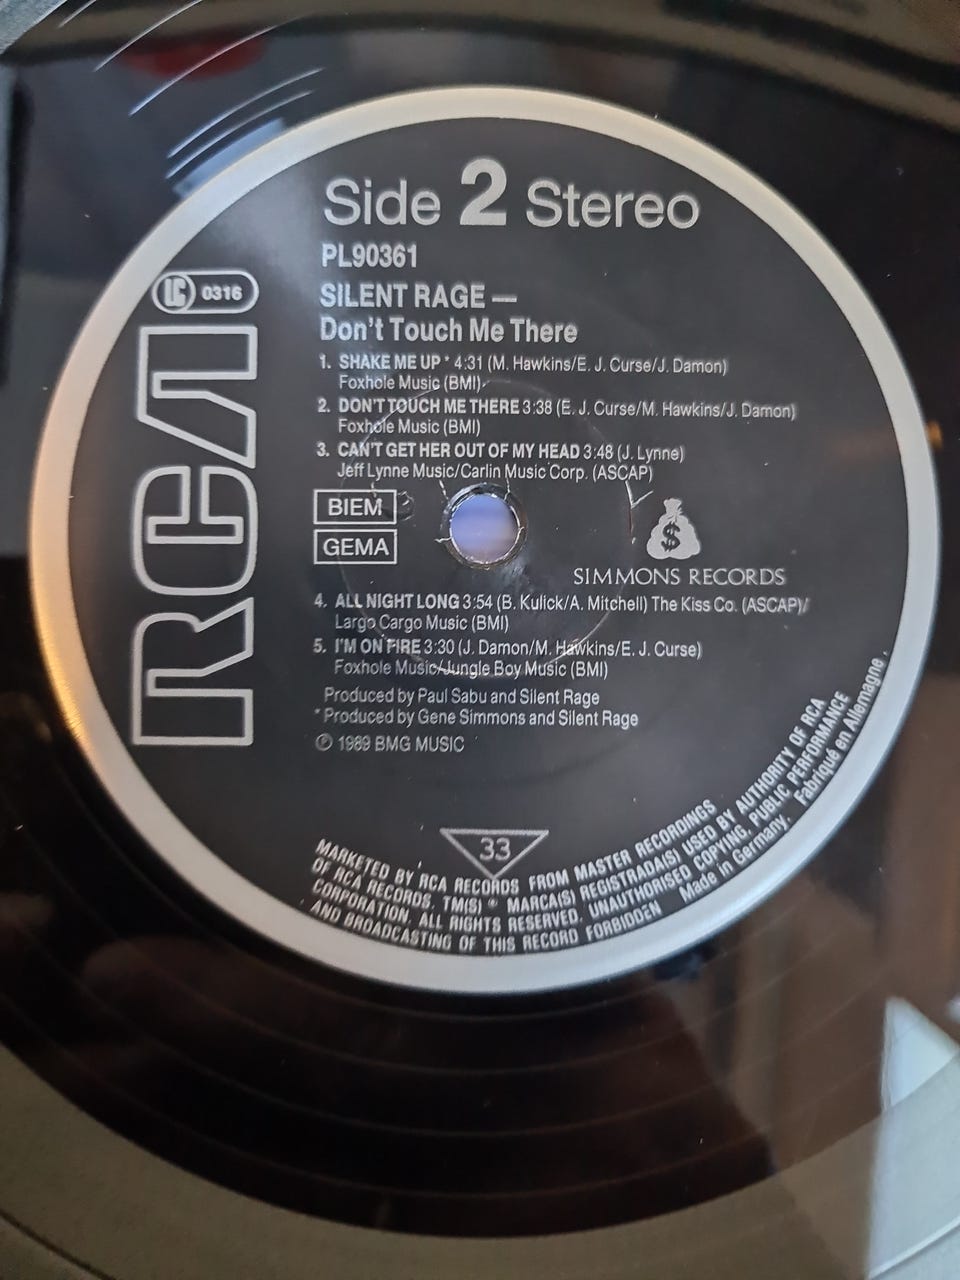 Side 2 Stereo
PL90361
LC 0316
SILENT RAGE —
Don't Touch Me There
1. SHAKE ME UP * 4:31 (M. Hawkins/E. J. Curse/J. Damon)
Foxhole Music (BMI)
2. DON'T TOUCH ME THERE 3:38 (E. J. Curse/M. Hawkins/J. Damon)
Foxhole Music (BMI)
3. CAN'T GET HER OUT OF MY HEAD 3:48 (J. Lynne)
Jeff Lynne Music/Carlin Music Corp. (ASCAP)
BIEM
GEMA
$
SIMMONS RECORDS
RCA
4. ALL NIGHT LONG 3:54 (B. Kulick/A. Mitchell) The Kiss Co. (ASCAP)/
Largo Cargo Music (BMI)
5. I'M ON FIRE 3:30 (J. Damon/M. Hawkins/E. J. Curse)
Foxhole Music/Jungle Boy Music (BMI)
Produced by Paul Sabu and Silent Rage
* Produced by Gene Simmons and Silent Rage
℗ 1989 BMG MUSIC
33
MARKETED BY RCA RECORDS FROM MASTER RECORDINGS
OF RCA RECORDS. TM(S) ® MARCA(S) REGISTRADA(S) USED BY AUTHORITY OF RCA
CORPORATION. ALL RIGHTS RESERVED. UNAUTHORISED COPYING, PUBLIC PERFORMANCE
AND BROADCASTING OF THIS RECORD FORBIDDEN Made in Germany. Fabriqué en Allemagne.